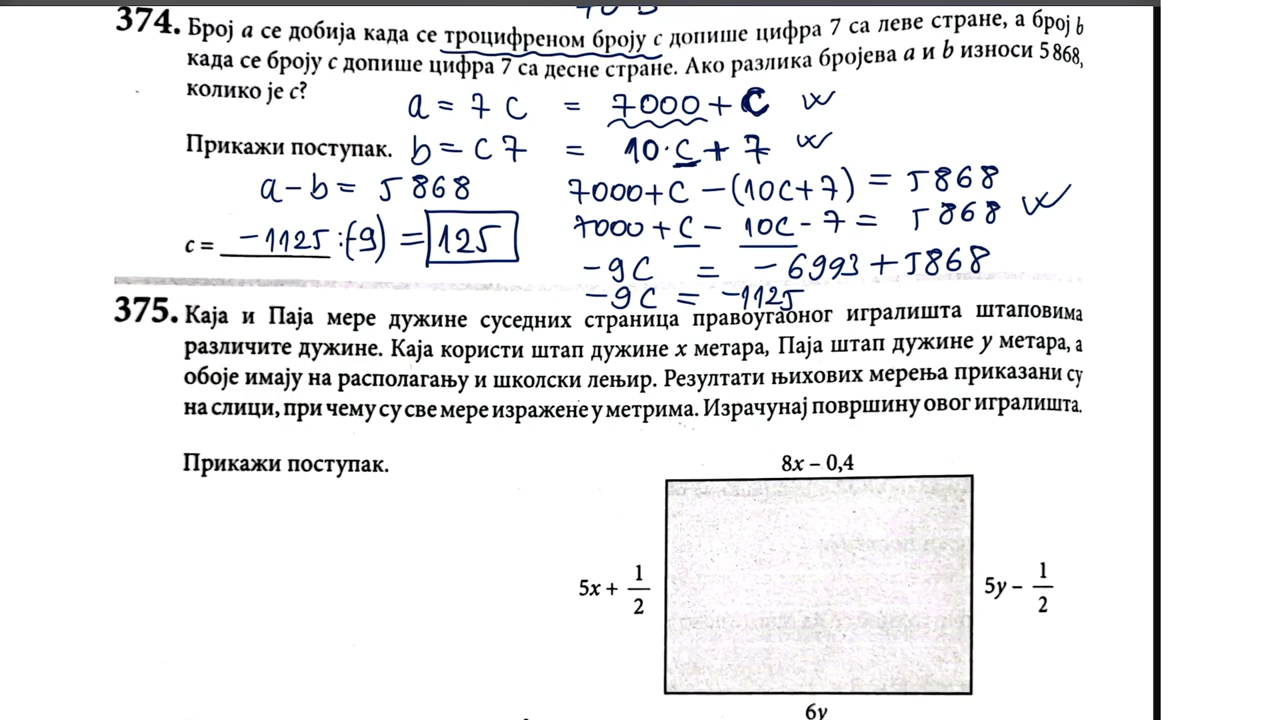 374. Број a се добија када се троцифреном броју c допише цифра 7 са леве стране, а број b
када се броју c допише цифра 7 са десне стране. Ако разлика бројева a и b износи 5 868,
колико је c?
a = 7 c = 7000 + C
Прикажи поступак. b = c 7 = 10·C + 7
a - b = 5868 7000 + C - (10C + 7) = 5868
7000 + C - 10C - 7 = 5868
c = -1125 : (-9) = 125
-9C = -6993 + 5868
-9C = -1125
375. Каја и Паја мере дужине суседних страница правоугаоног игралишта штаповима
различите дужине. Каја користи штап дужине x метара, Паја штап дужине y метара, а
обоје имају на располагању и школски лењир. Резултати њихових мерења приказани су
на слици, при чему су све мере изражене у метрима. Израчунај површину овог игралишта.
Прикажи поступак.
8x – 0,4
5x + 1/2
5y – 1/2
6y